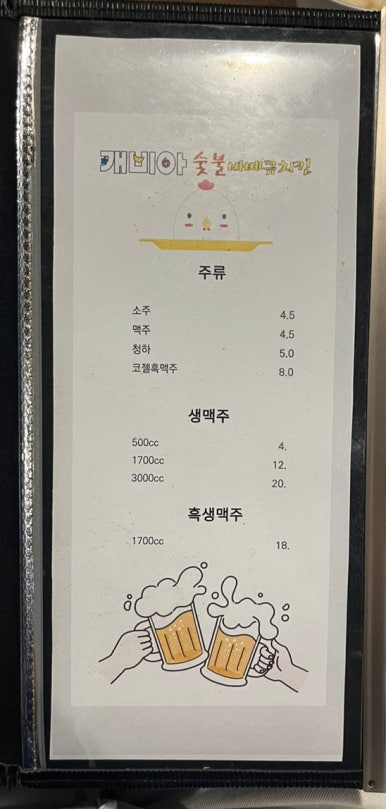 캐비아 숯불바베큐치킨
주류
소주 4.5
맥주 4.5
청하 5.0
코젤흑맥주 8.0
생맥주
500cc 4.
1700cc 12.
3000cc 20.
흑생맥주
1700cc 18.